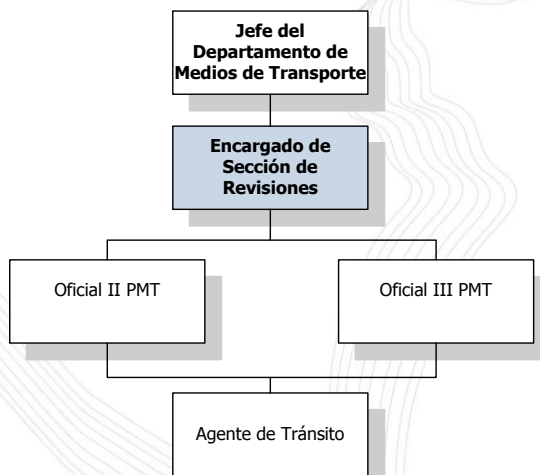 Jefe del
Departamento de
Medios de Transporte
Encargado de
Sección de
Revisiones
Oficial II PMT
Oficial III PMT
Agente de Tránsito